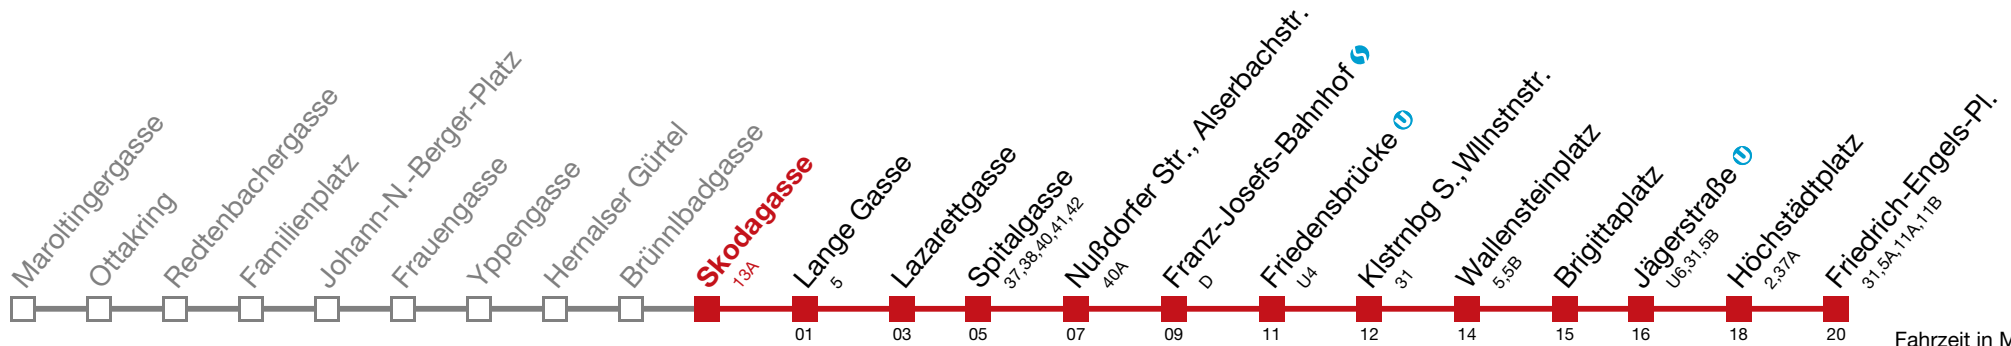 Maroltingergasse
Ottakring
Redtenbachergasse
Familienplatz
Johann-N.-Berger-Platz
Frauengasse
Yppengasse
Hernalser Gürtel
Brünnlbadgasse
Skodagasse
13A
Lange Gasse
5
01
Lazarettgasse
03
Spitalgasse
37,38,40,41,42
05
Nußdorfer Str., Alserbachstr.
40A
07
Franz-Josefs-Bahnhof S
D
09
Friedensbrücke U
U4
11
Klstrnbg S.,Wllnstnstr.
31
12
Wallensteinplatz
5,5B
14
Brigittaplatz
15
Jägerstraße U
U6,31,5B
16
Höchstädtplatz
2,37A
18
Friedrich-Engels-Pl.
31,5A,11A,11B
20
Fahrzeit in M